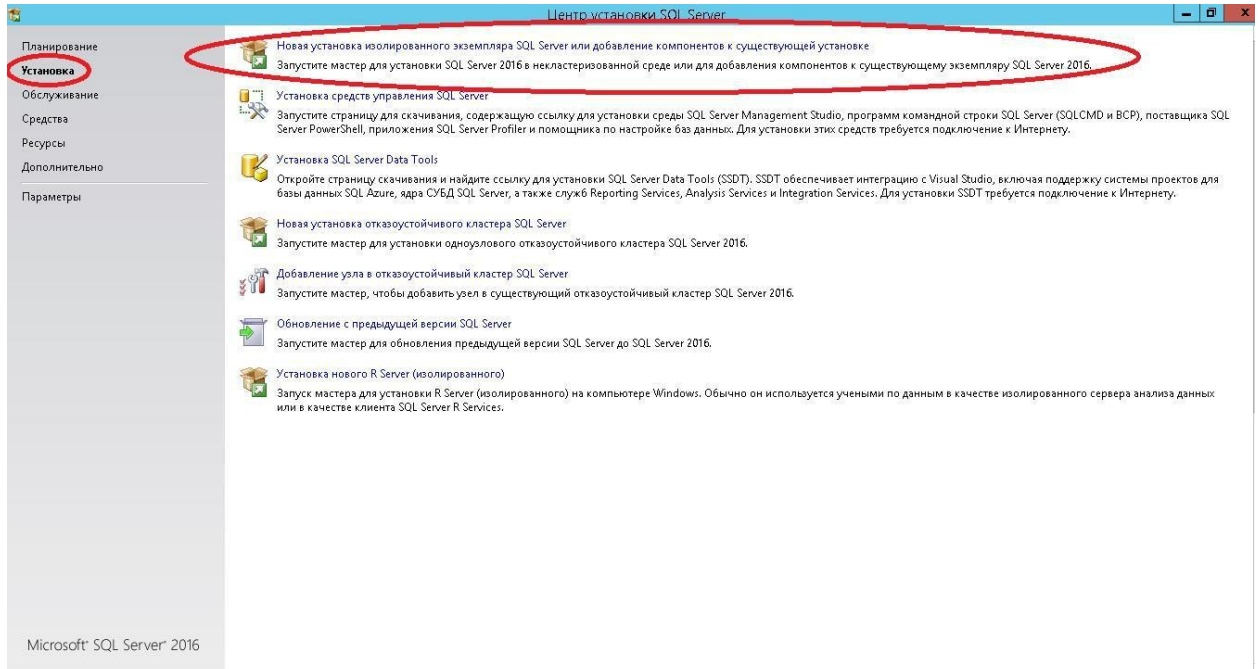 Центр установки SQL Server
Планирование
Установка
Обслуживание
Средства
Ресурсы
Дополнительно
Параметры
Новая установка изолированного экземпляра SQL Server или добавление компонентов к существующей установке
Запустите мастер для установки SQL Server 2016 в некластеризованной среде или для добавления компонентов к существующему экземпляру SQL Server 2016.
Установка средств управления SQL Server
Запустите страницу для скачивания, содержащую ссылку для установки среды SQL Server Management Studio, программ командной строки SQL Server (SQLCMD и BCP), поставщика SQL
Server PowerShell, приложения SQL Server Profiler и помощника по настройке баз данных. Для установки этих средств требуется подключение к Интернету.
Установка SQL Server Data Tools
Откройте страницу скачивания и найдите ссылку для установки SQL Server Data Tools (SSDT). SSDT обеспечивает интеграцию с Visual Studio, включая поддержку системы проектов для
базы данных SQL Azure, ядра СУБД SQL Server, а также служб Reporting Services, Analysis Services и Integration Services. Для установки SSDT требуется подключение к Интернету.
Новая установка отказоустойчивого кластера SQL Server
Запустите мастер для установки одноузлового отказоустойчивого кластера SQL Server 2016.
Добавление узла в отказоустойчивый кластер SQL Server
Запустите мастер, чтобы добавить узел в существующий отказоустойчивый кластер SQL Server 2016.
Обновление с предыдущей версии SQL Server
Запустите мастер для обновления предыдущей версии SQL Server до SQL Server 2016.
Установка нового R Server (изолированного)
Запуск мастера для установки R Server (изолированного) на компьютере Windows. Обычно он используется учеными по данным в качестве изолированного сервера анализа данных
или в качестве клиента SQL Server R Services.
Microsoft® SQL Server® 2016